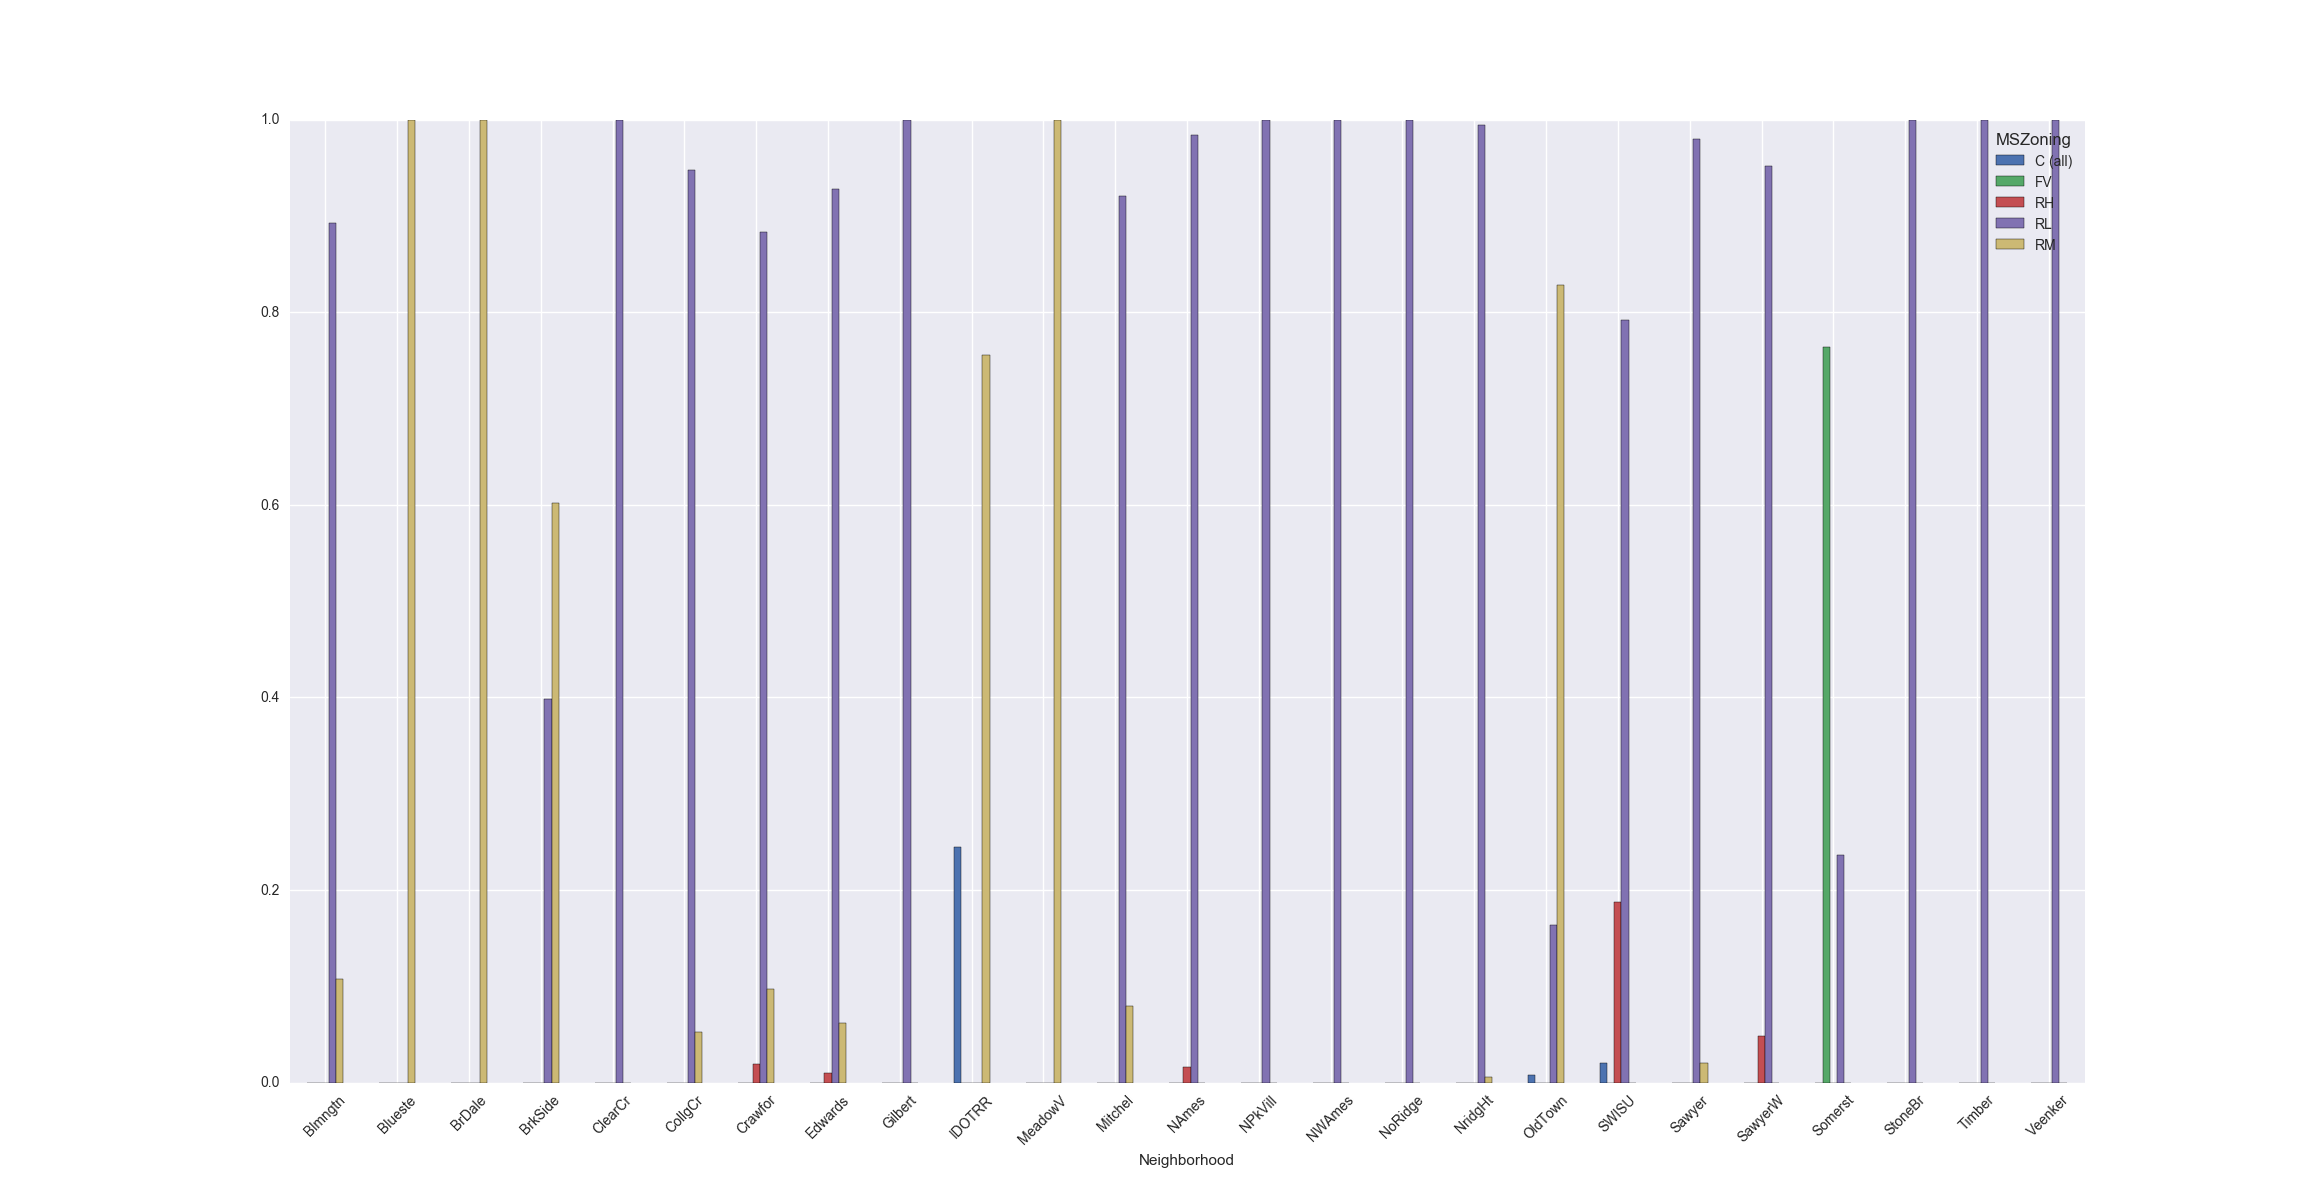 1.0
0.8
0.6
0.4
0.2
0.0
MSZoning
C (all)
FV
RH
RL
RM
Blmngtn
Blueste
BrDale
BrkSide
ClearCr
CollgCr
Crawfor
Edwards
Gilbert
IDOTRR
MeadowV
Mitchel
NAmes
NPkVill
NWAmes
NoRidge
NridgHt
OldTown
SWISU
Sawyer
SawyerW
Somerst
StoneBr
Timber
Veenker
Neighborhood